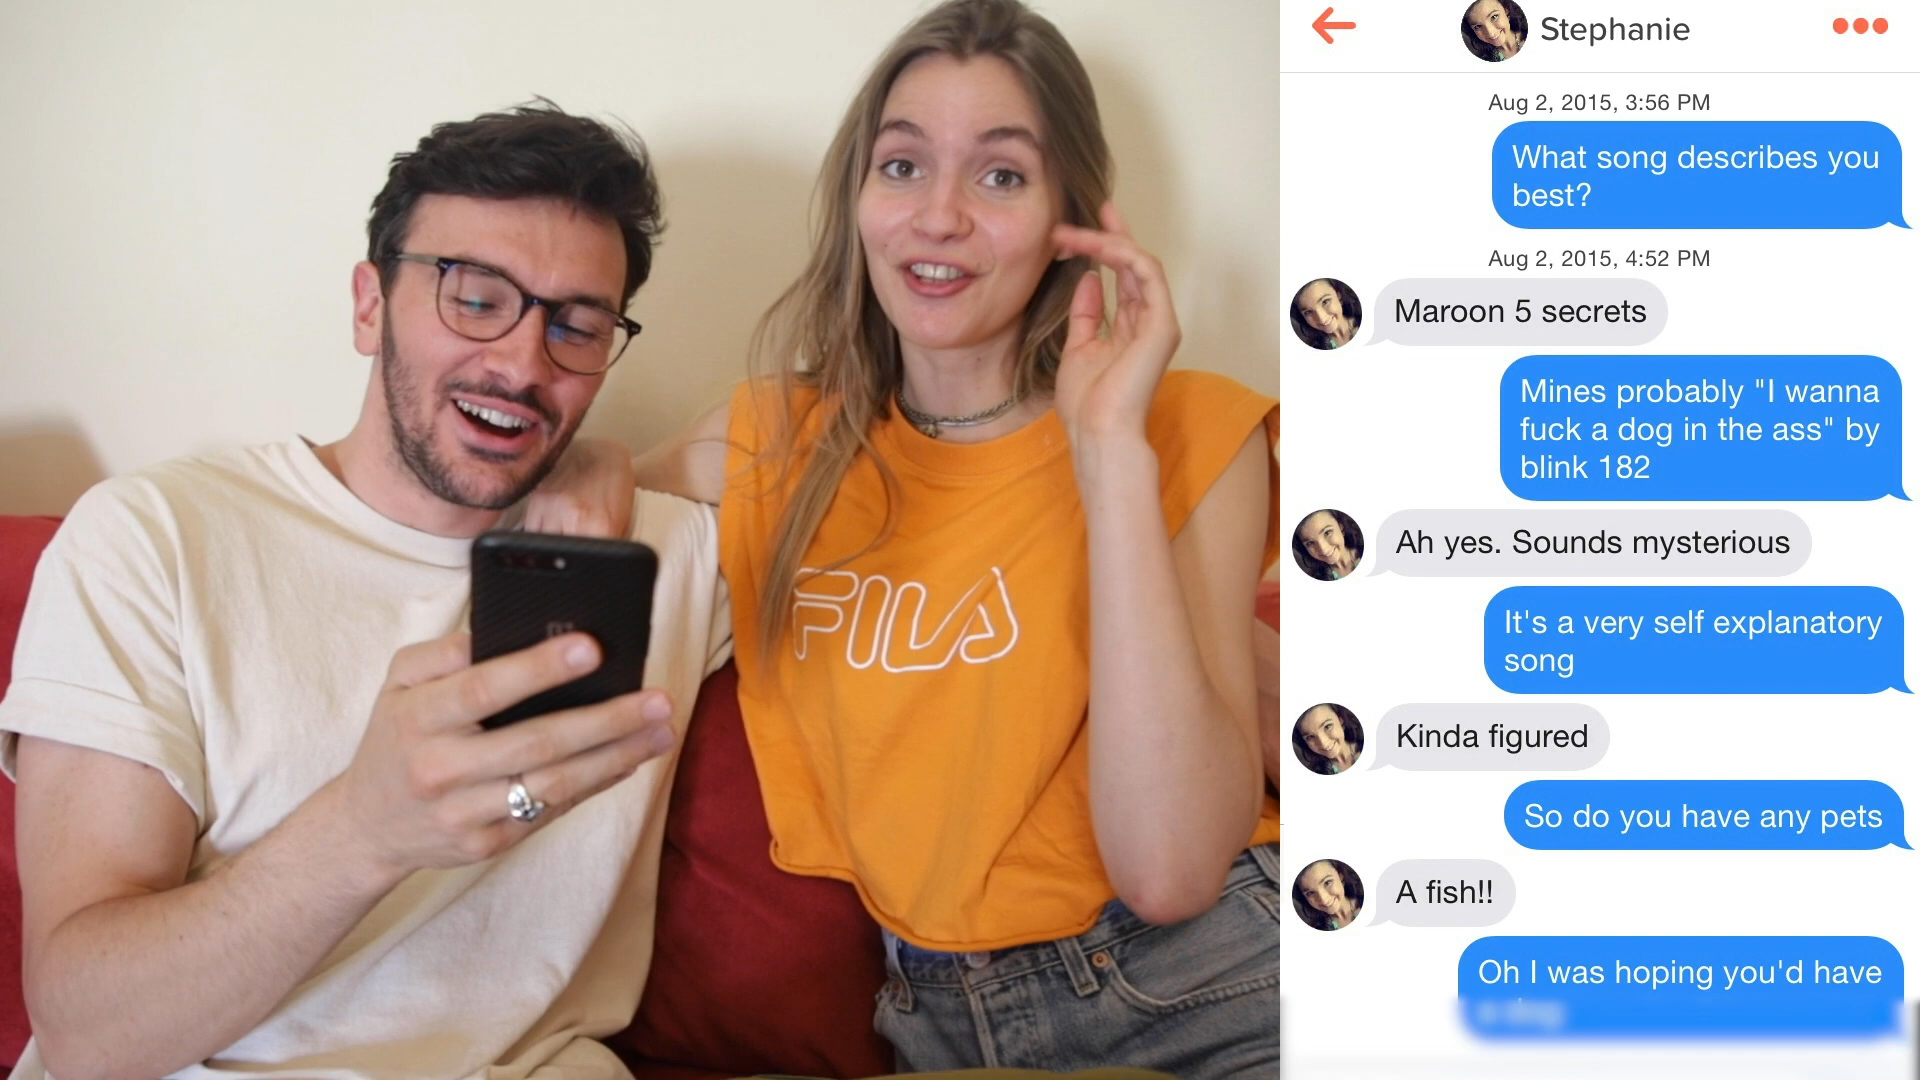 FILA
Stephanie
Aug 2, 2015, 3:56 PM
What song describes you
best?
Aug 2, 2015, 4:52 PM
Maroon 5 secrets
Mines probably "I wanna
fuck a dog in the ass" by
blink 182
Ah yes. Sounds mysterious
It's a very self explanatory
song
Kinda figured
So do you have any pets
A fish!!
Oh I was hoping you'd have
a dog